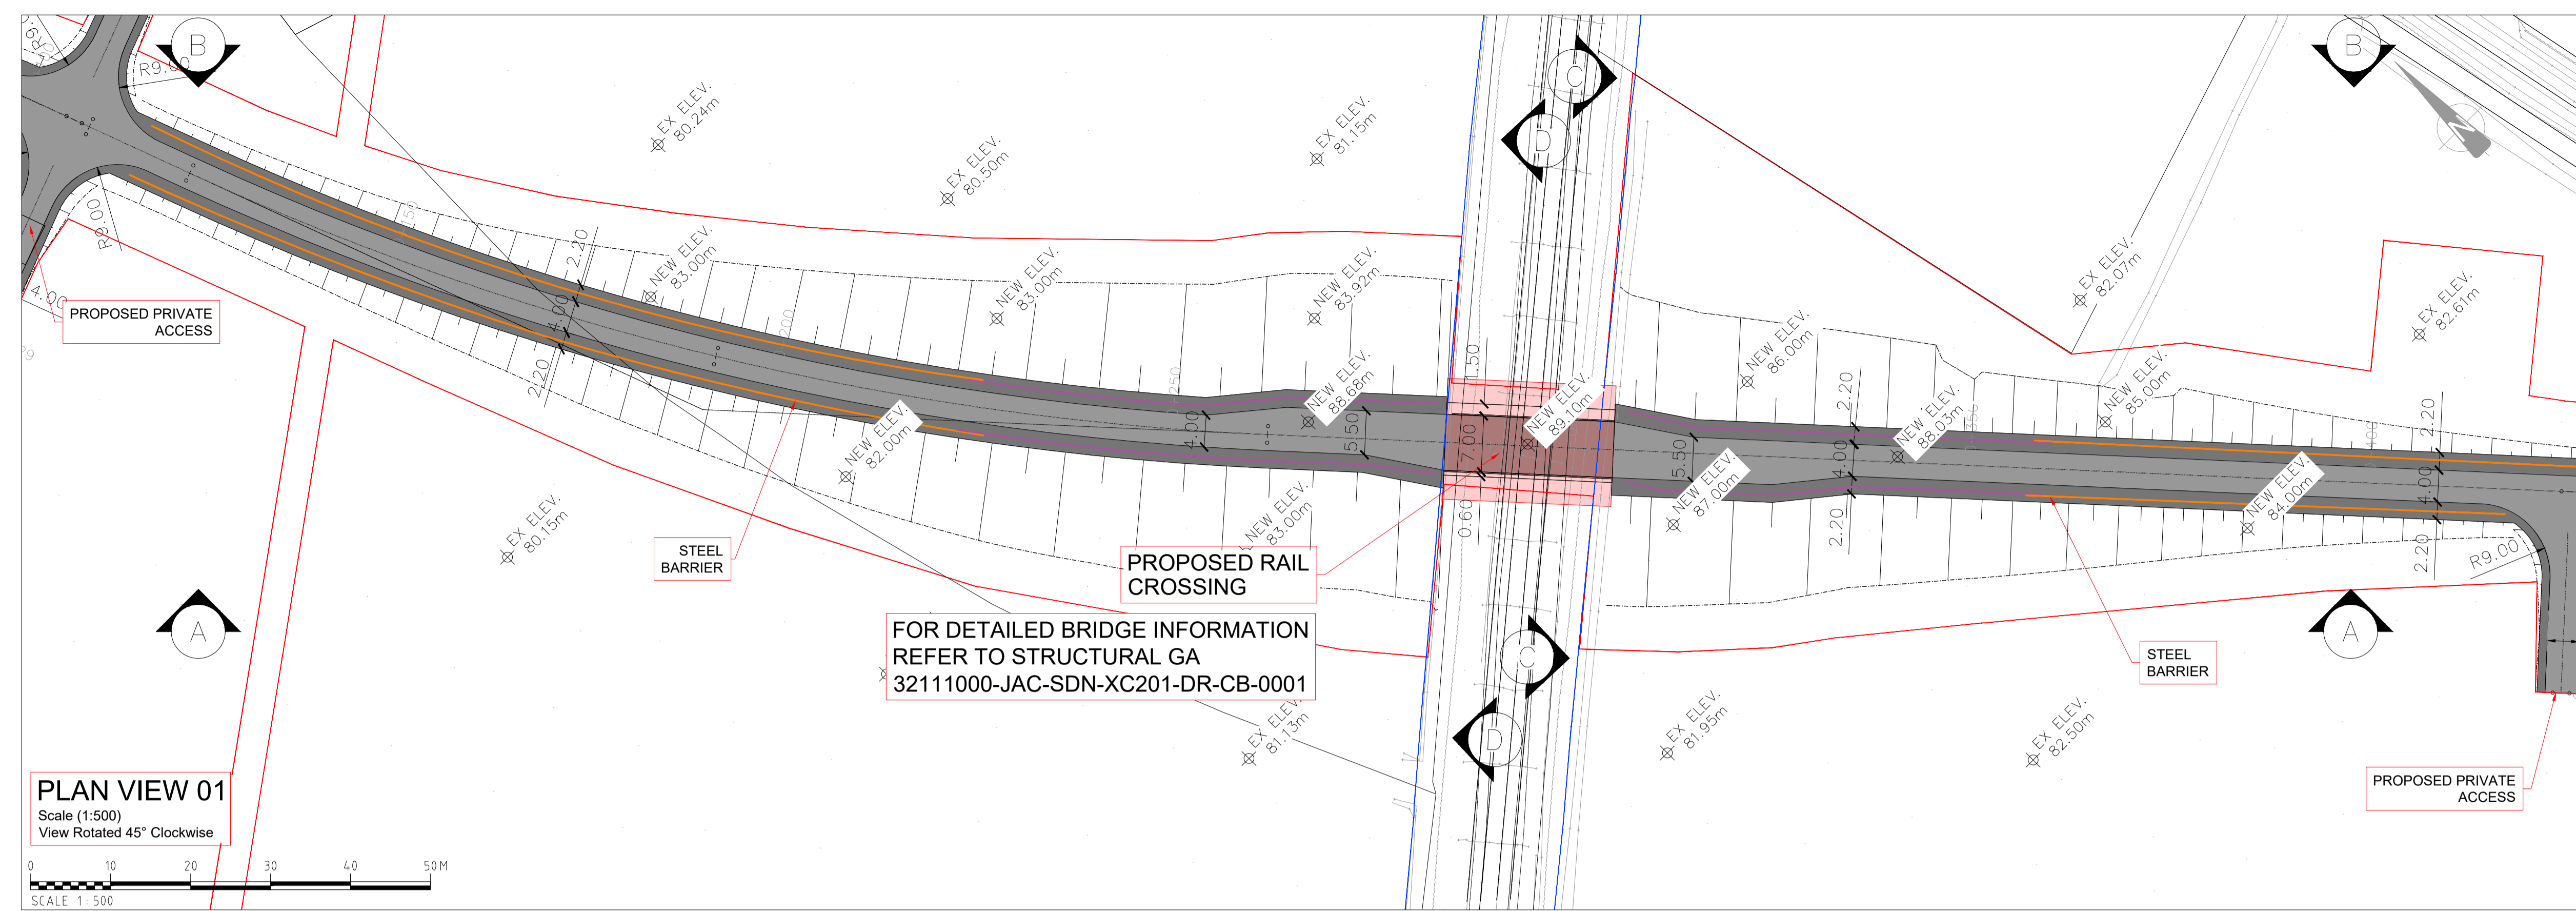 B
B
R9.00
C
D
N
EX ELEV.
80.24m
EX ELEV.
80.50m
EX ELEV.
81.15m
R9.00
4.00
PROPOSED PRIVATE
ACCESS
150
200
250
350
400
2.20
4.00
2.20
NEW ELEV.
83.00m
NEW ELEV.
83.00m
NEW ELEV.
83.92m
EX ELEV.
82.07m
EX ELEV.
82.61m
NEW ELEV.
86.00m
NEW ELEV.
85.00m
1.50
NEW ELEV.
88.68m
NEW ELEV.
89.10m
4.00
5.50
7.00
0.60
5.50
2.20
4.00
2.20
NEW ELEV.
88.03m
2.20
4.00
2.20
NEW ELEV.
82.00m
NEW ELEV.
87.00m
NEW ELEV.
84.00m
EX ELEV.
80.15m
NEW ELEV.
83.00m
R9.00
STEEL
BARRIER
PROPOSED RAIL
CROSSING
A
A
FOR DETAILED BRIDGE INFORMATION
REFER TO STRUCTURAL GA
32111000-JAC-SDN-XC201-DR-CB-0001
C
D
STEEL
BARRIER
EX ELEV.
81.13m
EX ELEV.
81.95m
EX ELEV.
82.50m
PROPOSED PRIVATE
ACCESS
PLAN VIEW 01
Scale (1:500)
View Rotated 45° Clockwise
0 10 20 30 40 50M
SCALE 1:500